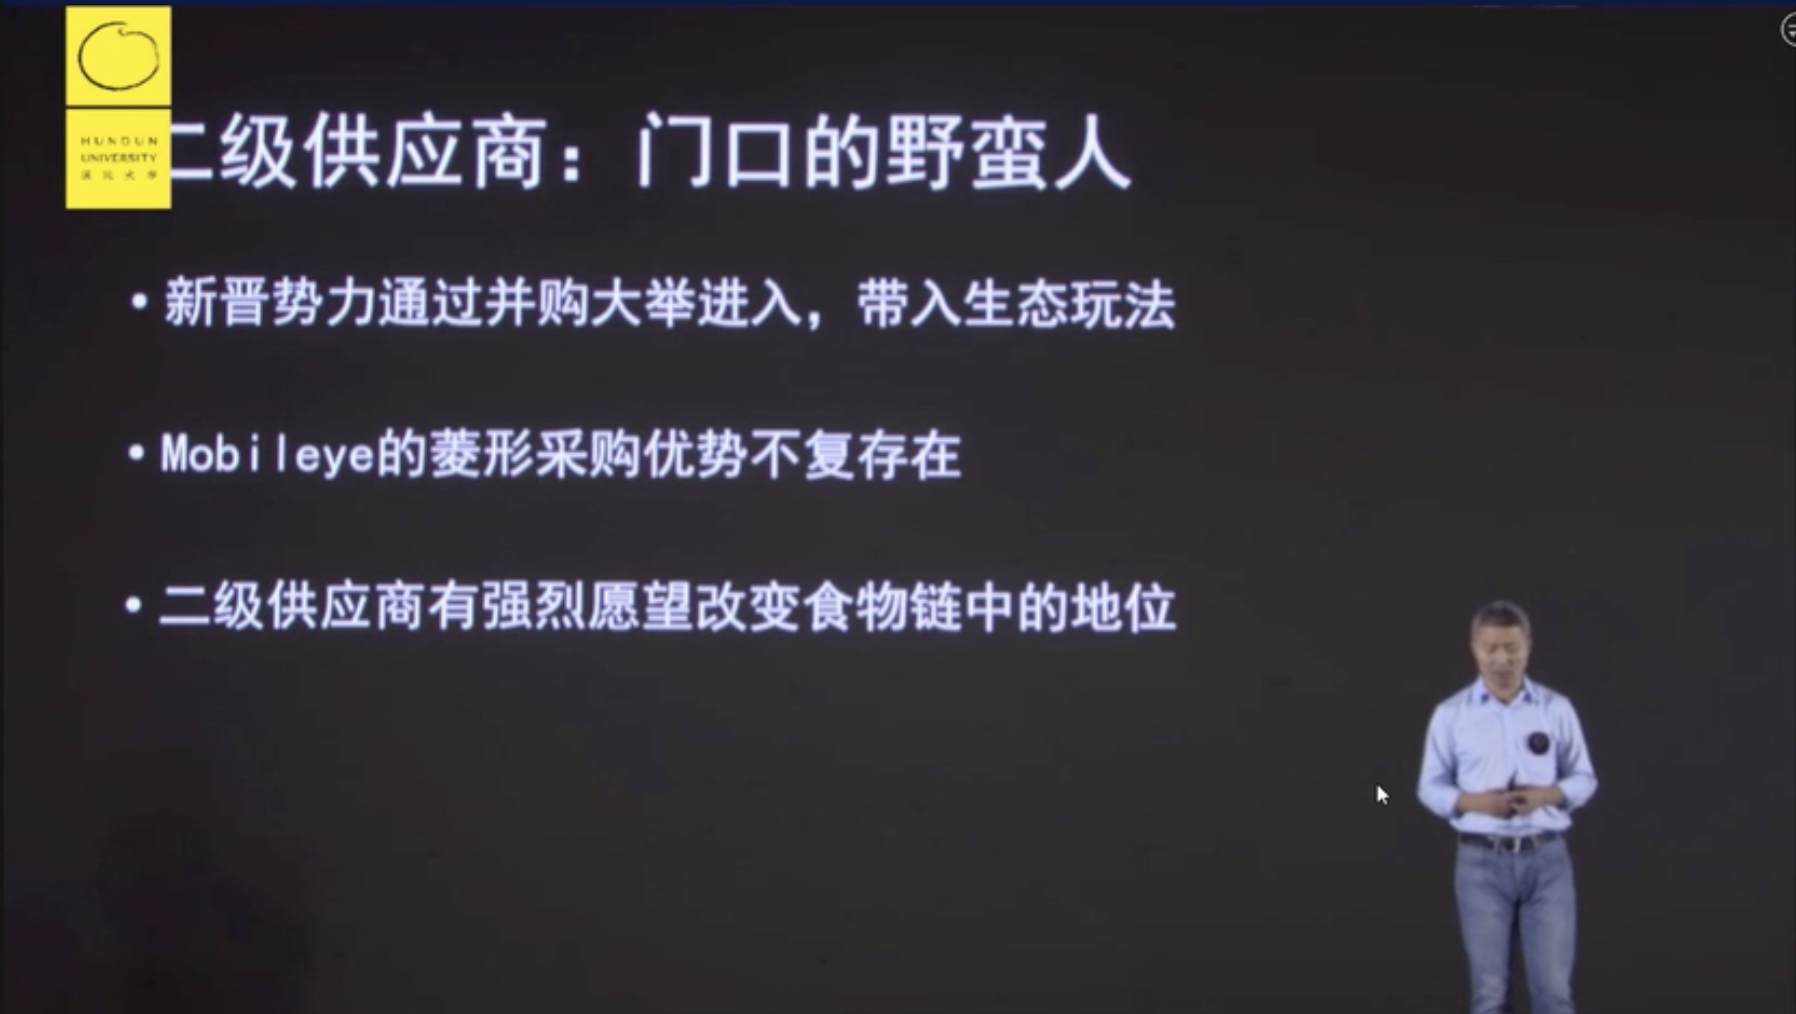 HUNDUN
UNIVERSITY
混沌大学
二级供应商：门口的野蛮人
•新晋势力通过并购大举进入，带入生态玩法
•Mobileye的菱形采购优势不复存在
•二级供应商有强烈愿望改变食物链中的地位